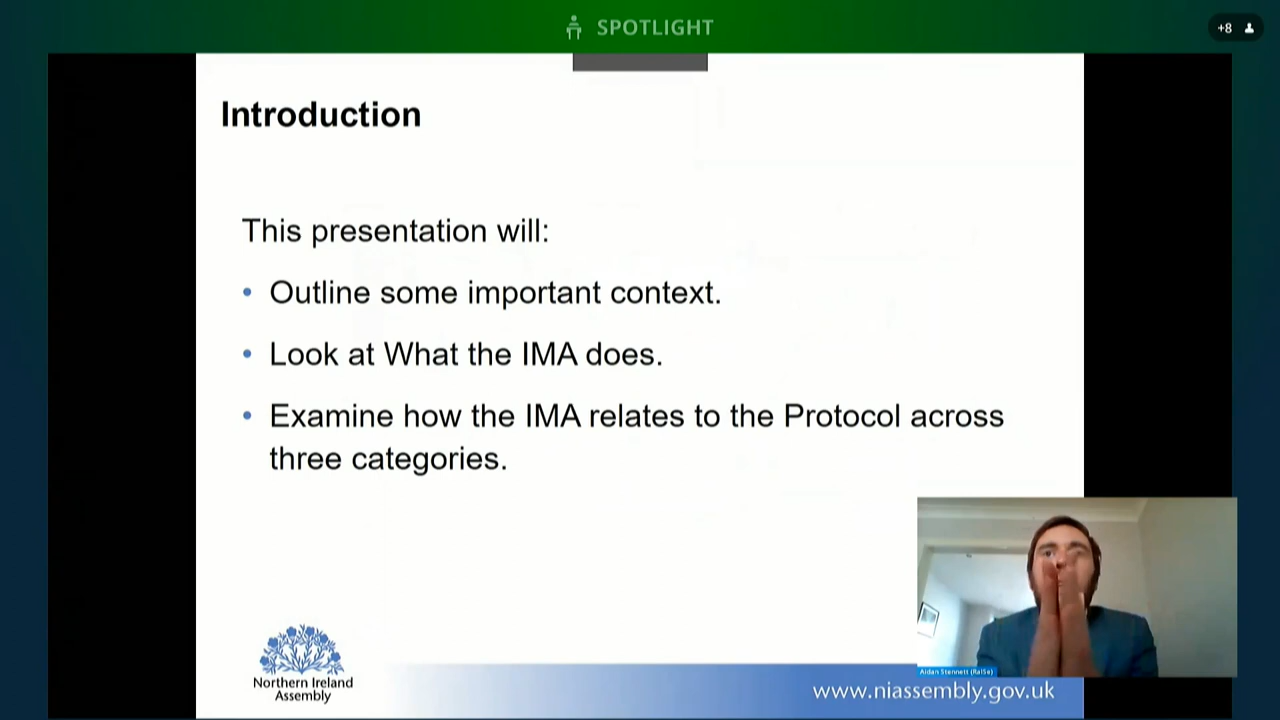 SPOTLIGHT
+8
Introduction
This presentation will:
• Outline some important context.
• Look at What the IMA does.
• Examine how the IMA relates to the Protocol across
three categories.
Aidan Stennett (RaISe)
Northern Ireland
Assembly
www.niassembly.gov.uk